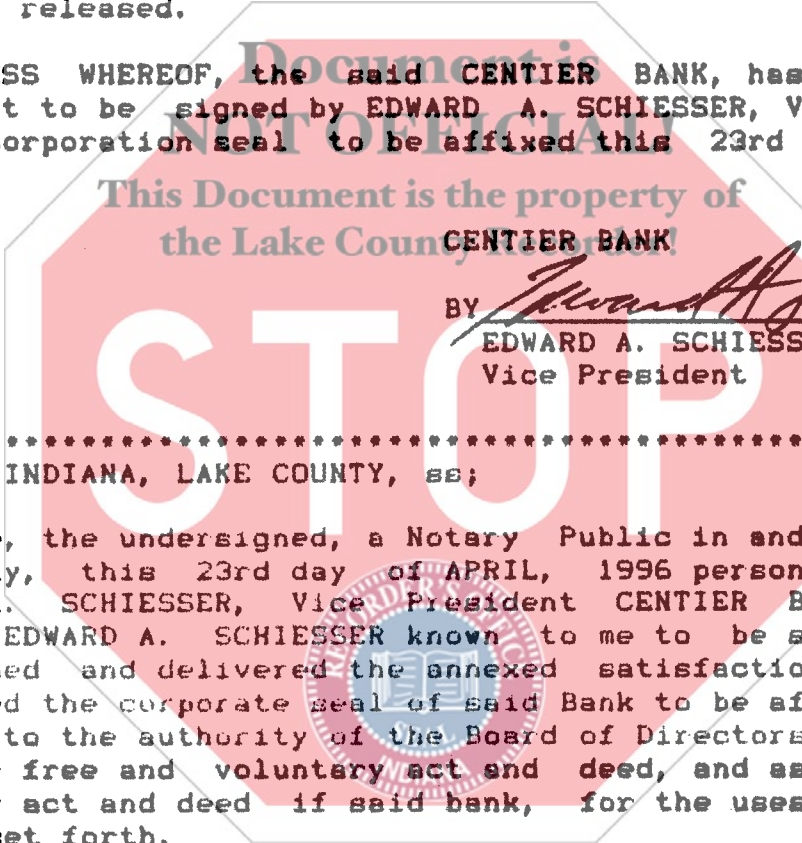 released.
Document is
SS WHEREOF, the said CENTIER BANK, has
t to be signed by EDWARD A. SCHIESSER, V
NOT OFFICIAL!
orporation seal to be affixed this 23rd
This Document is the property of
the Lake County Recorder!
CENTIER BANK
BY
EDWARD A. SCHIESS
Vice President
STOP
*****************************************************************
INDIANA, LAKE COUNTY, ss;
, the undersigned, a Notary Public in and
y, this 23rd day of APRIL, 1996 person
. SCHIESSER, Vice President CENTIER B
EDWARD A. SCHIESSER known to me to be s
ed and delivered the annexed satisfactio
d the corporate seal of said Bank to be af
to the authority of the Board of Directors
free and voluntary act and deed, and as
act and deed if said bank, for the uses
et forth.
RECORDER'S OFFICE
SEAL
INDIANA